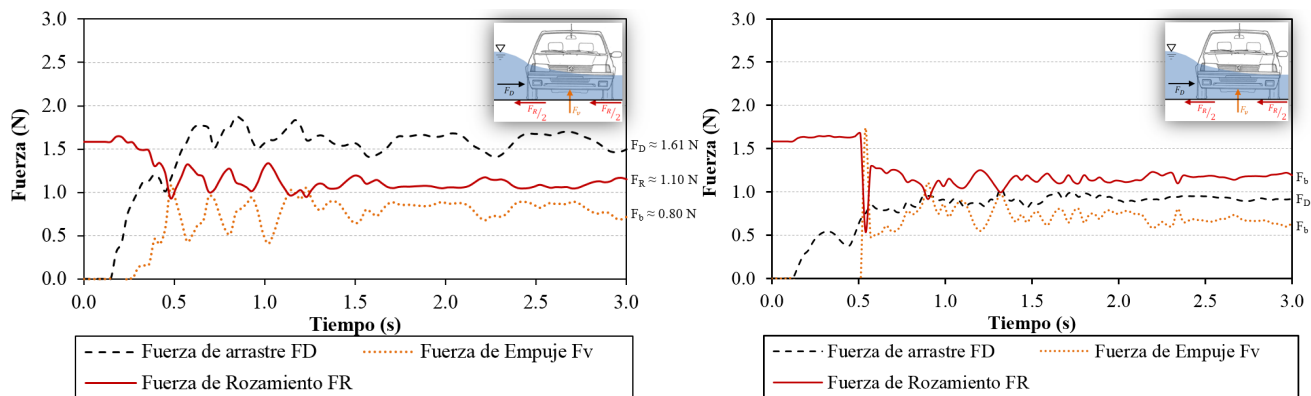 3.0
2.5
2.0
1.5
1.0
0.5
0.0
Fuerza (N)
0.0
0.5
1.0
1.5
2.0
2.5
3.0
Tiempo (s)
F_D
F_R/2
F_v
F_R/2
F_D ≈ 1.61 N
F_R ≈ 1.10 N
F_b ≈ 0.80 N
Fuerza de arrastre FD
Fuerza de Empuje Fv
Fuerza de Rozamiento FR
3.0
2.5
2.0
1.5
1.0
0.5
0.0
Fuerza (N)
0.0
0.5
1.0
1.5
2.0
2.5
3.0
Tiempo (s)
F_D
F_R/2
F_v
F_R/2
F_b
F_D
F_b
Fuerza de arrastre FD
Fuerza de Empuje Fv
Fuerza de Rozamiento FR